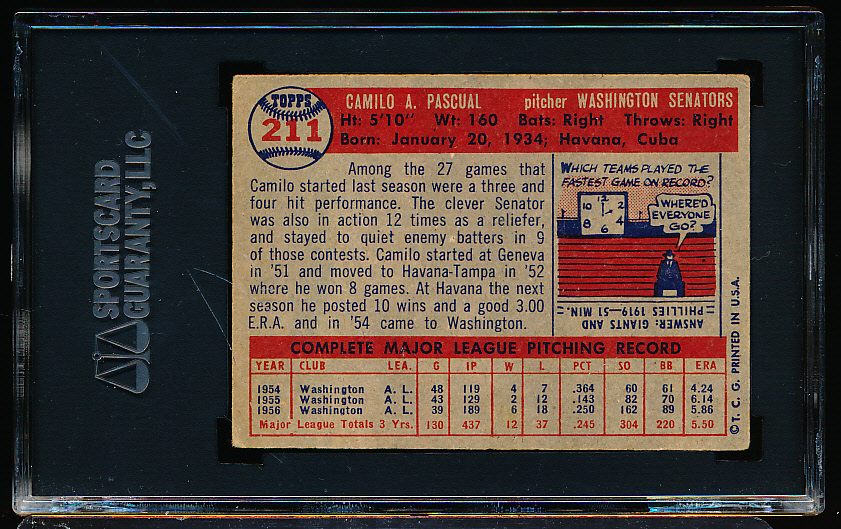 SPORTSCARD
GUARANTY, LLC
TOPPS
211
CAMILO A. PASCUAL pitcher WASHINGTON SENATORS
Ht: 5'10" Wt: 160 Bats: Right Throws: Right
Born: January 20, 1934; Havana, Cuba
Among the 27 games that
Camilo started last season were a three and
four hit performance. The clever Senator
was also in action 12 times as a reliefer,
and stayed to quiet enemy batters in 9
of those contests. Camilo started at Geneva
in '51 and moved to Havana-Tampa in '52
where he won 8 games. At Havana the next
season he posted 10 wins and a good 3.00
E.R.A. and in '54 came to Washington.
WHICH TEAMS PLAYED THE
FASTEST GAME ON RECORD?
10 12 2
8 6 4
WHERE'D
EVERYONE
GO?
ANSWER: GIANTS AND
PHILLIES 1919—51 MIN.
COMPLETE MAJOR LEAGUE PITCHING RECORD
YEAR CLUB LEA. G IP W L PCT SO BB ERA
1954 Washington A. L. 48 119 4 7 .364 60 61 4.24
1955 Washington A. L. 43 129 2 12 .143 82 70 6.14
1956 Washington A. L. 39 189 6 18 .250 162 89 5.86
Major League Totals 3 Yrs. 130 437 12 37 .245 304 220 5.50
© T. C. G. PRINTED IN U.S.A.